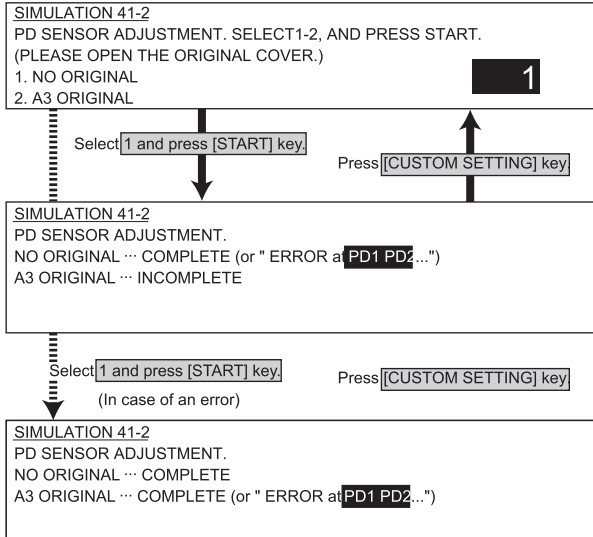 SIMULATION 41-2
PD SENSOR ADJUSTMENT. SELECT1-2, AND PRESS START.
(PLEASE OPEN THE ORIGINAL COVER.)
1. NO ORIGINAL
1
2. A3 ORIGINAL
Select 1 and press [START] key.
Press [CUSTOM SETTING] key.
SIMULATION 41-2
PD SENSOR ADJUSTMENT.
NO ORIGINAL ··· COMPLETE (or " ERROR at PD1 PD2...")
A3 ORIGINAL ··· INCOMPLETE
Select 1 and press [START] key.
Press [CUSTOM SETTING] key.
(In case of an error)
SIMULATION 41-2
PD SENSOR ADJUSTMENT.
NO ORIGINAL ··· COMPLETE
A3 ORIGINAL ··· COMPLETE (or " ERROR at PD1 PD2...")